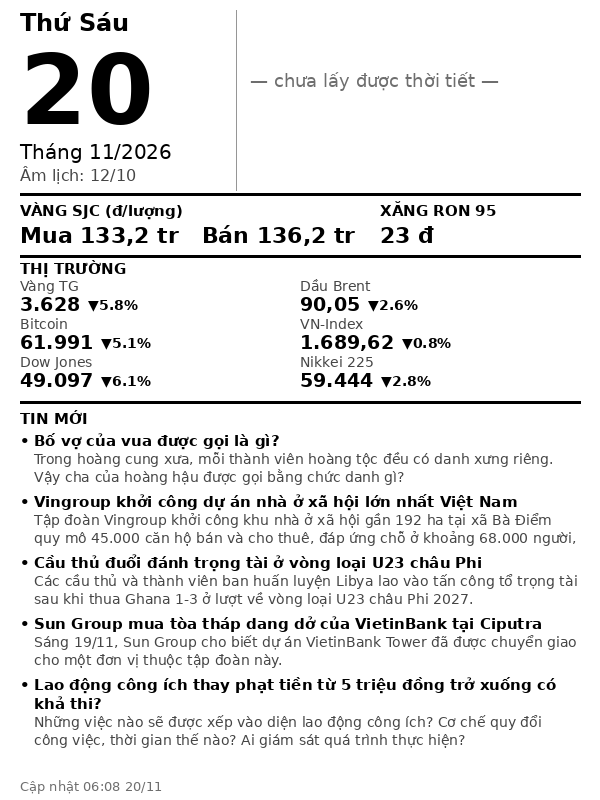 Thứ Sáu
20
Tháng 11/2026
Âm lịch: 12/10
— chưa lấy được thời tiết —
VÀNG SJC (đ/lượng)
Mua 133,2 tr Bán 136,2 tr
XĂNG RON 95
23 đ
THỊ TRƯỜNG
Vàng TG
3.628 ▼5.8%
Dầu Brent
90,05 ▼2.6%
Bitcoin
61.991 ▼5.1%
VN-Index
1.689,62 ▼0.8%
Dow Jones
49.097 ▼6.1%
Nikkei 225
59.444 ▼2.8%
TIN MỚI
• Bố vợ của vua được gọi là gì?
Trong hoàng cung xưa, mỗi thành viên hoàng tộc đều có danh xưng riêng.
Vậy cha của hoàng hậu được gọi bằng chức danh gì?
• Vingroup khởi công dự án nhà ở xã hội lớn nhất Việt Nam
Tập đoàn Vingroup khởi công khu nhà ở xã hội gần 192 ha tại xã Bà Điểm
quy mô 45.000 căn hộ bán và cho thuê, đáp ứng chỗ ở khoảng 68.000 người,
• Cầu thủ đuổi đánh trọng tài ở vòng loại U23 châu Phi
Các cầu thủ và thành viên ban huấn luyện Libya lao vào tấn công tổ trọng tài
sau khi thua Ghana 1-3 ở lượt về vòng loại U23 châu Phi 2027.
• Sun Group mua tòa tháp dang dở của VietinBank tại Ciputra
Sáng 19/11, Sun Group cho biết dự án VietinBank Tower đã được chuyển giao
cho một đơn vị thuộc tập đoàn này.
• Lao động công ích thay phạt tiền từ 5 triệu đồng trở xuống có
khả thi?
Những việc nào sẽ được xếp vào diện lao động công ích? Cơ chế quy đổi
công việc, thời gian thế nào? Ai giám sát quá trình thực hiện?
Cập nhật 06:08 20/11